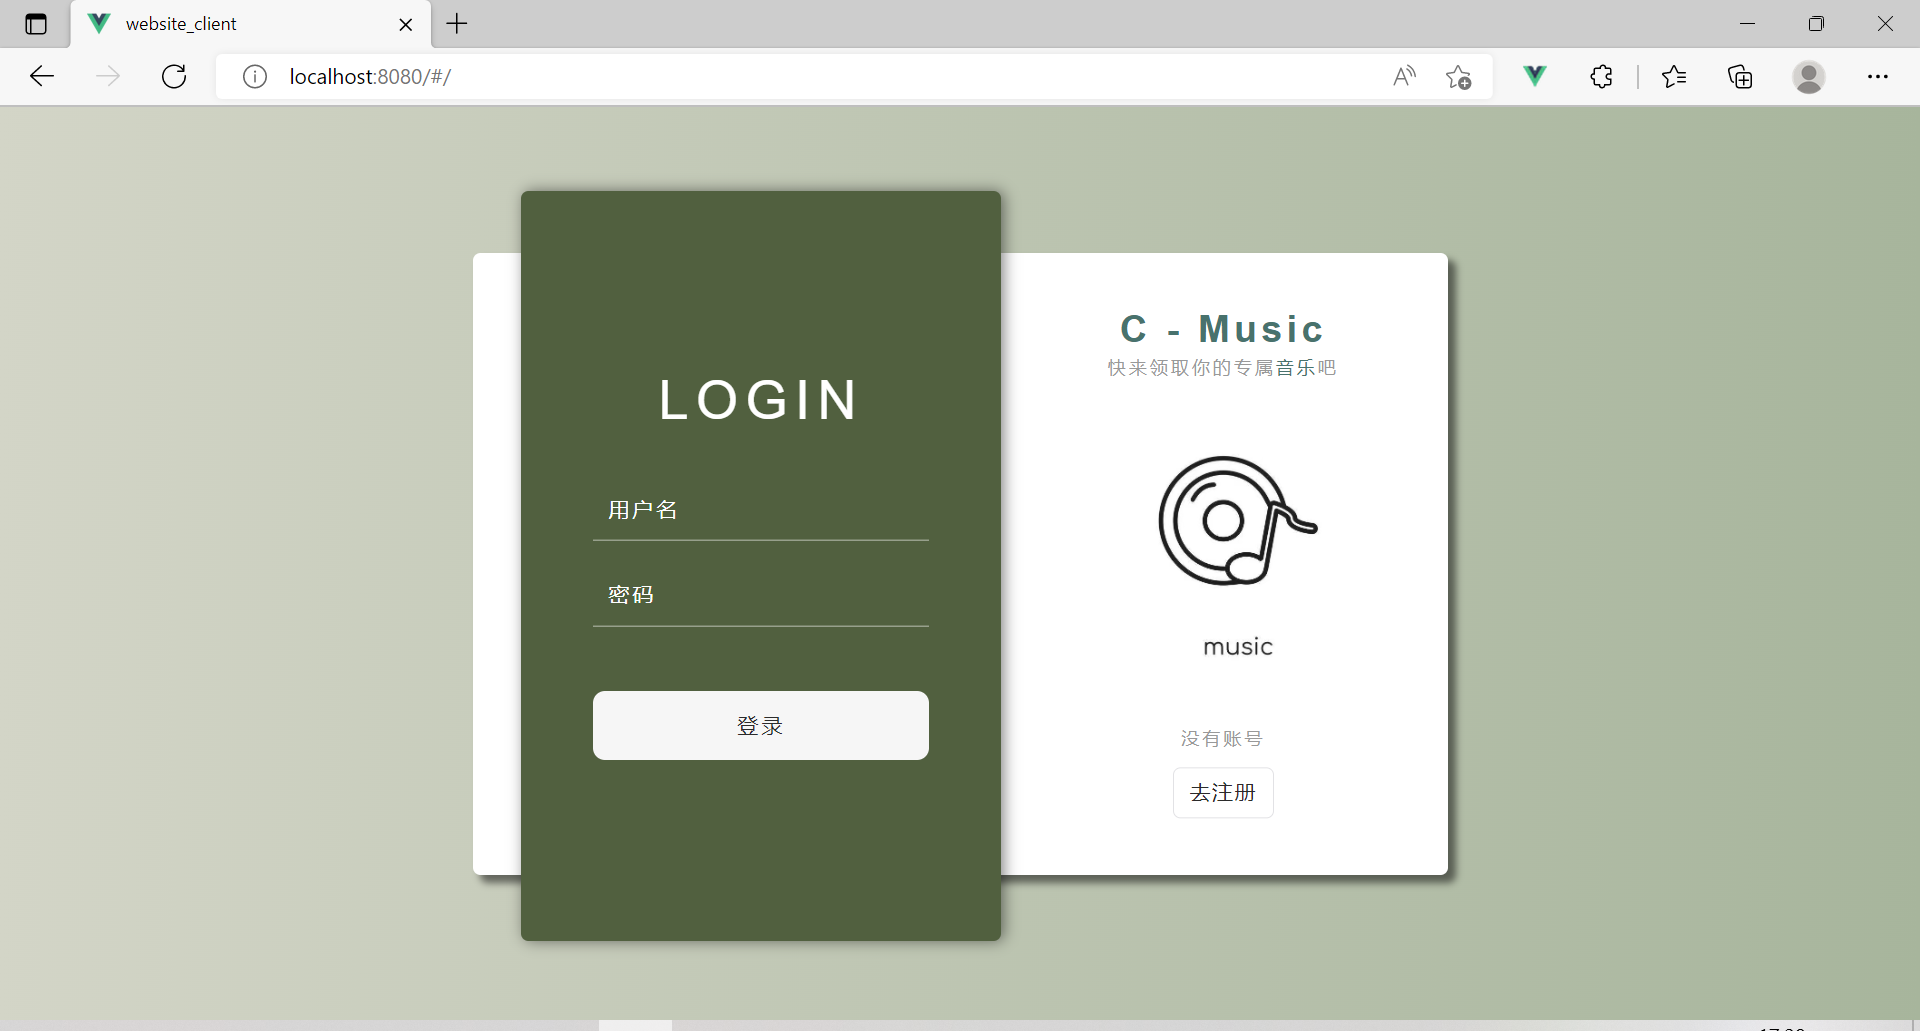 website_client
localhost:8080/#/
LOGIN
用户名
密码
登录
C - Music
快来领取你的专属音乐吧
music
没有账号
去注册